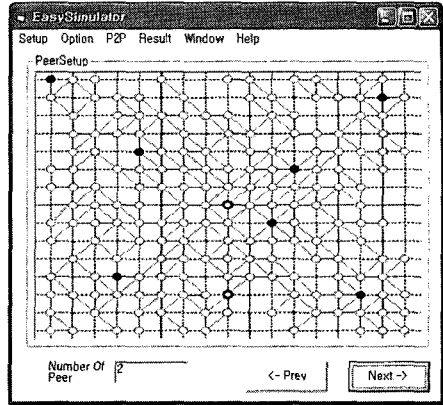 EasySimulator
Setup Option P2P Result Window Help
PeerSetup
Number Of Peer 2
<- Prev
Next ->